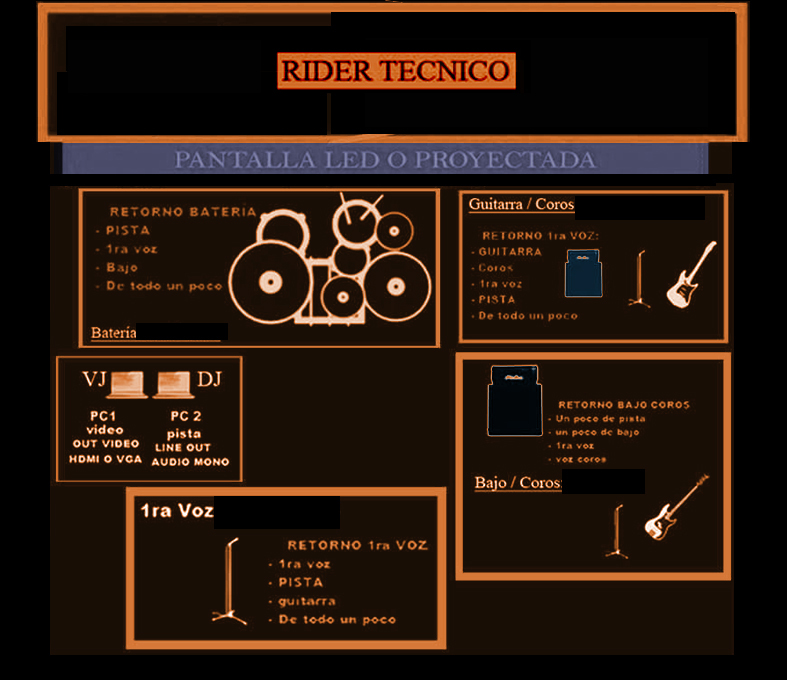 RIDER TECNICO
PANTALLA LED O PROYECTADA
RETORNO BATERÍA
- PISTA
- 1ra voz
- Bajo
- De todo un poco
Bateria
Guitarra / Coros
RETORNO 1ra VOZ:
- GUITARRA
- Coros
- 1ra voz
- PISTA
- De todo un poco
VJ DJ
PC1 PC 2
video pista
OUT VIDEO LINE OUT
HDMI O VGA AUDIO MONO
RETORNO BAJO COROS
- Un poco de pista
- un poco de bajo
- 1ra voz
- voz coros
Bajo / Coros:
1ra Voz
RETORNO 1ra VOZ
- 1ra voz
- PISTA
- guitarra
- De todo un poco